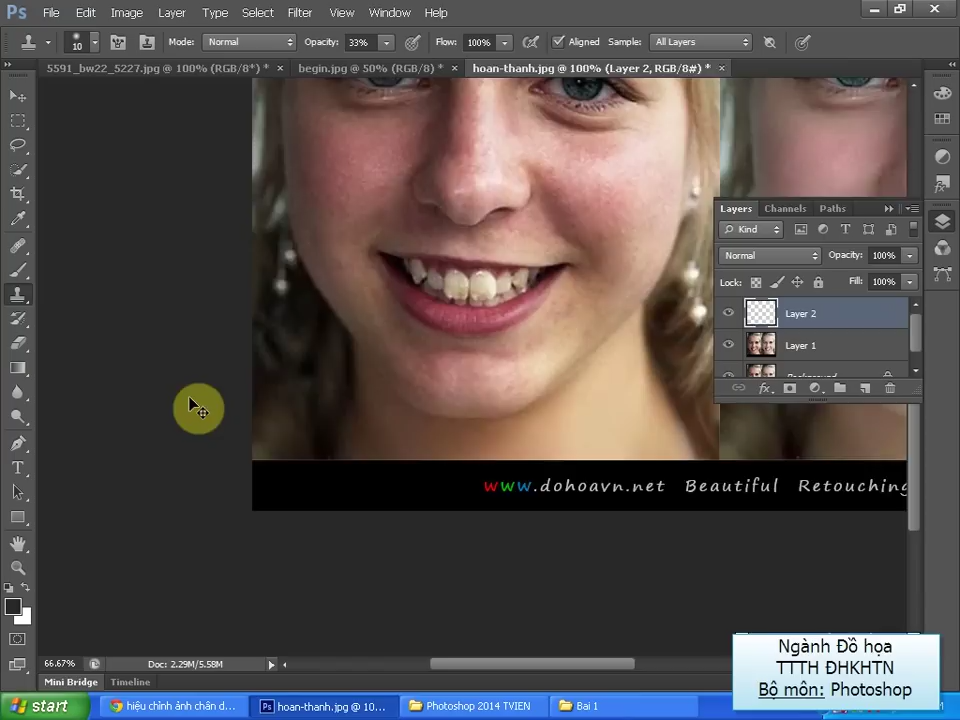 Ps File Edit Image Layer Type Select Filter View Window Help
10 Mode: Normal Opacity: 33% Flow: 100% Aligned Sample: All Layers
5591_bw22_5227.jpg @ 100% (RGB/8*) * × begin.jpg @ 50% (RGB/8) * × hoan-thanh.jpg @ 100% (Layer 2, RGB/8#) * ×
Layers Channels Paths
Kind
Normal Opacity: 100%
Lock: Fill: 100%
Layer 2
Layer 1
Background
fx
www.dohoavn.net Beautiful Retouching
66.67% Doc: 2.29M/5.58M
Mini Bridge Timeline
Ngành Đồ họa
TTTH ĐHKHTN
Bộ môn: Photoshop
start hiệu chỉnh ảnh chân d... Ps hoan-thanh.jpg @ 10... Photoshop 2014 TVIEN Bai 1